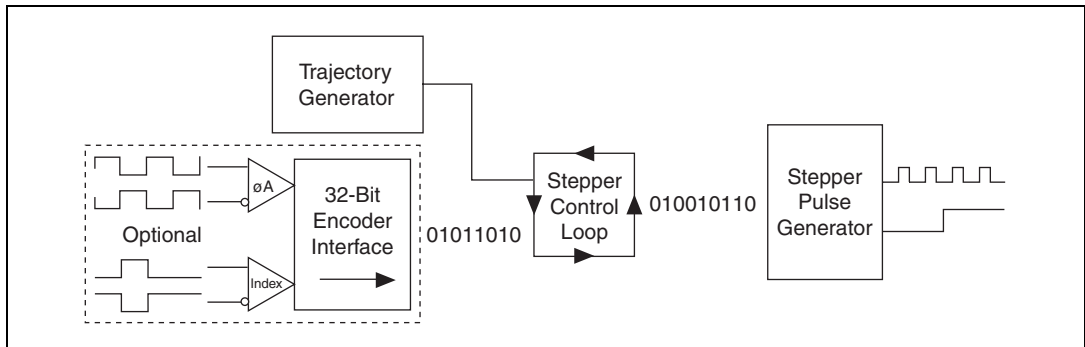 Trajectory
Generator
øA
Optional
Index
32-Bit
Encoder
Interface
01011010
Stepper
Control
Loop
010010110
Stepper
Pulse
Generator